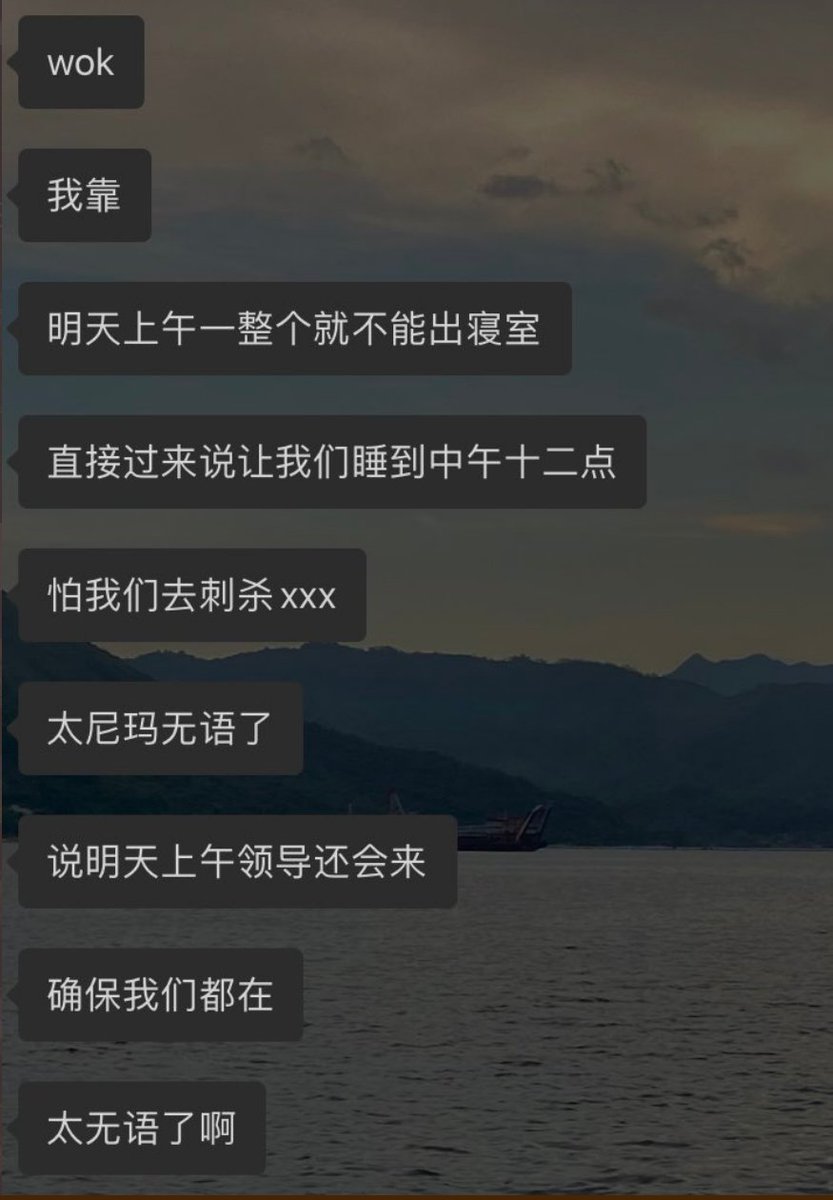 wok
我靠
明天上午一整个就不能出寝室
直接过来说让我们睡到中午十二点
怕我们去刺杀xxx
太尼玛无语了
说明天上午领导还会来
确保我们都在
太无语了啊